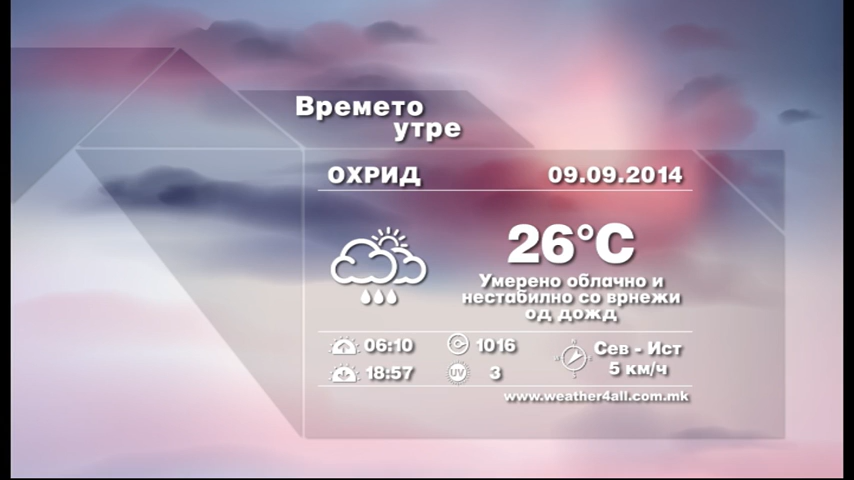 Времето
утре
ОХРИД 09.09.2014
26°C
Умерено облачно и
нестабилно со врнежи
од дожд
06:10 1016 Сев - Ист
18:57 UV 3 5 км/ч
www.weather4all.com.mk